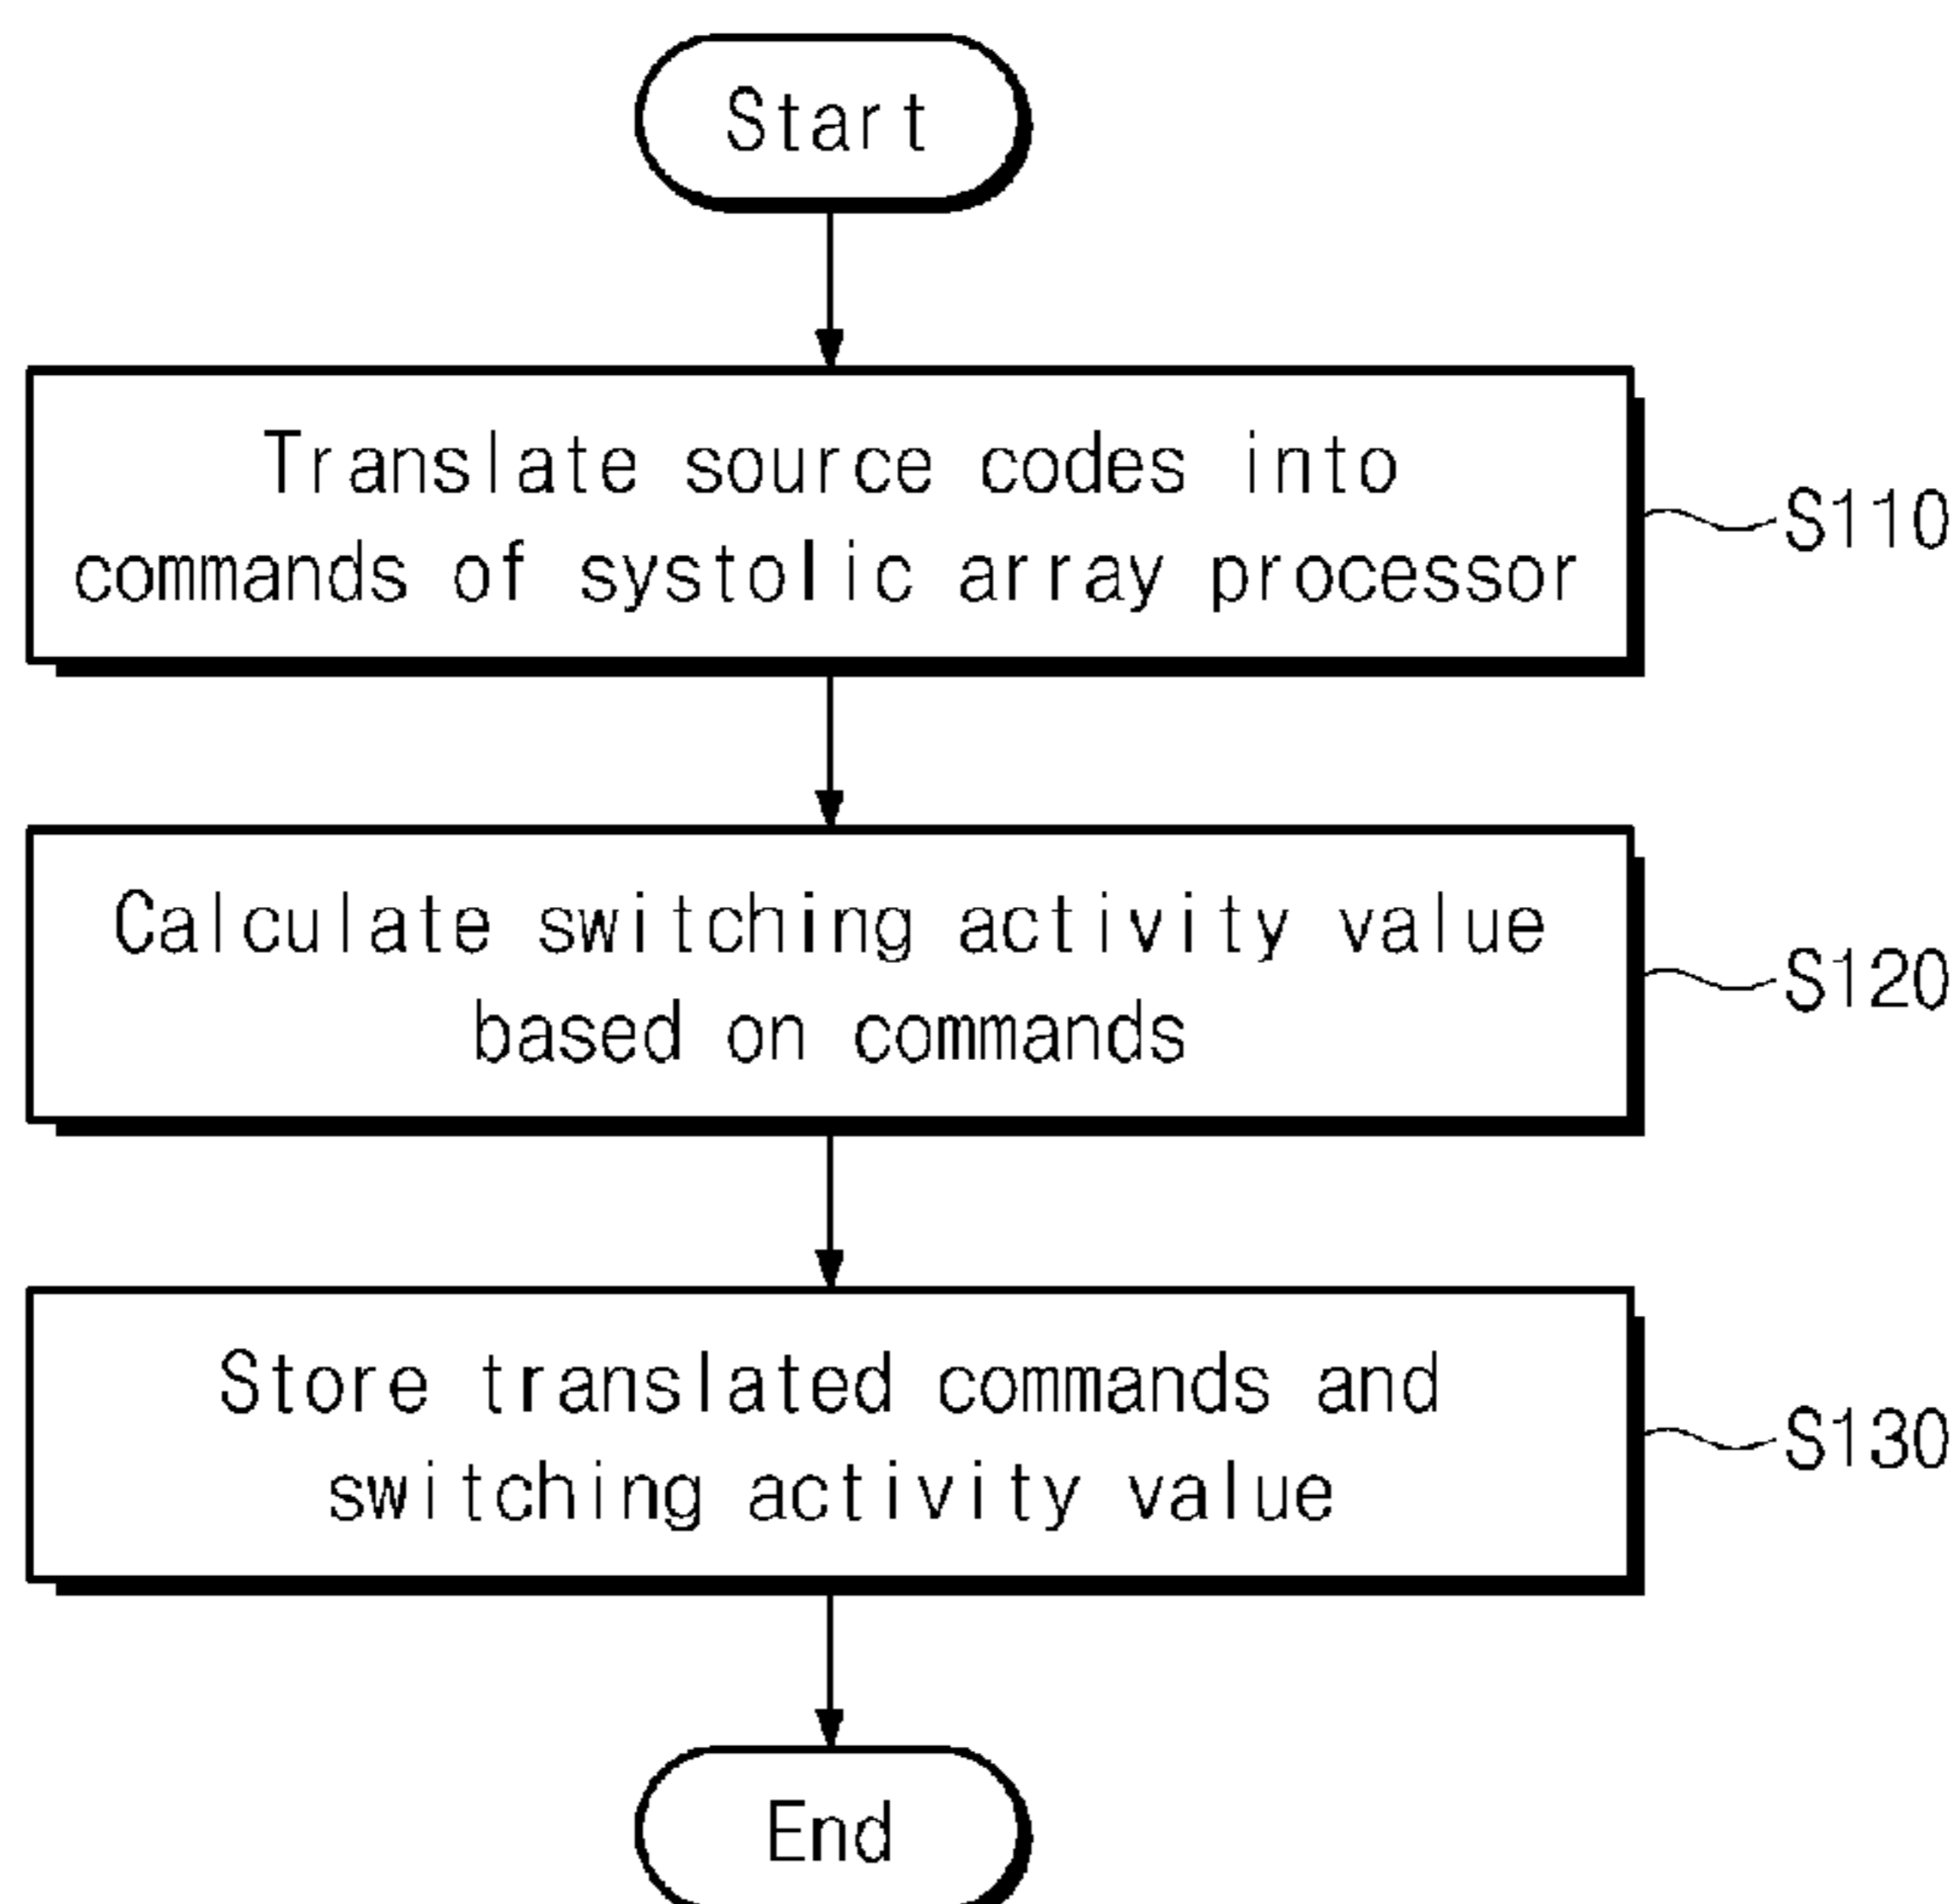 Start
Translate source codes into
commands of systolic array processor
S110
Calculate switching activity value
based on commands
S120
Store translated commands and
switching activity value
S130
End